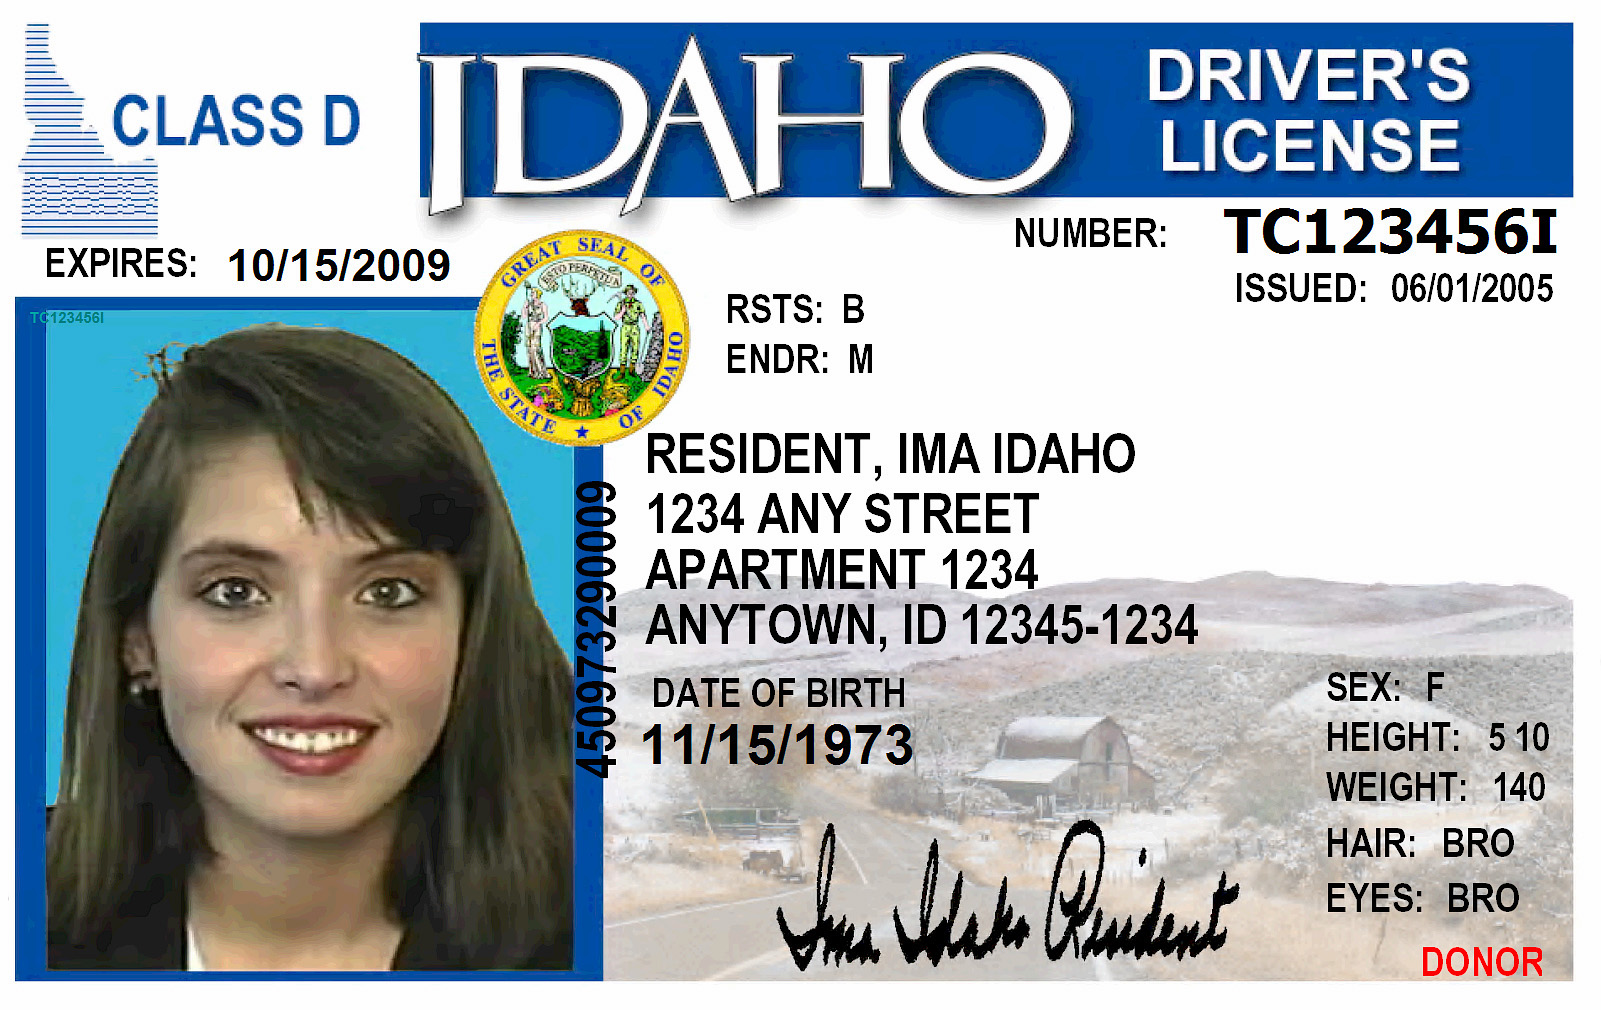 CLASS D
IDAHO
DRIVER'S
LICENSE
NUMBER: TC123456I
EXPIRES: 10/15/2009
ISSUED: 06/01/2005
TC123456I
GREAT SEAL OF
THE STATE OF IDAHO
ESTO PERPETUA
RSTS: B
ENDR: M
RESIDENT, IMA IDAHO
1234 ANY STREET
APARTMENT 1234
ANYTOWN, ID 12345-1234
450973290009
DATE OF BIRTH
11/15/1973
SEX: F
HEIGHT: 5 10
WEIGHT: 140
HAIR: BRO
EYES: BRO
Ima Idaho Resident
DONOR